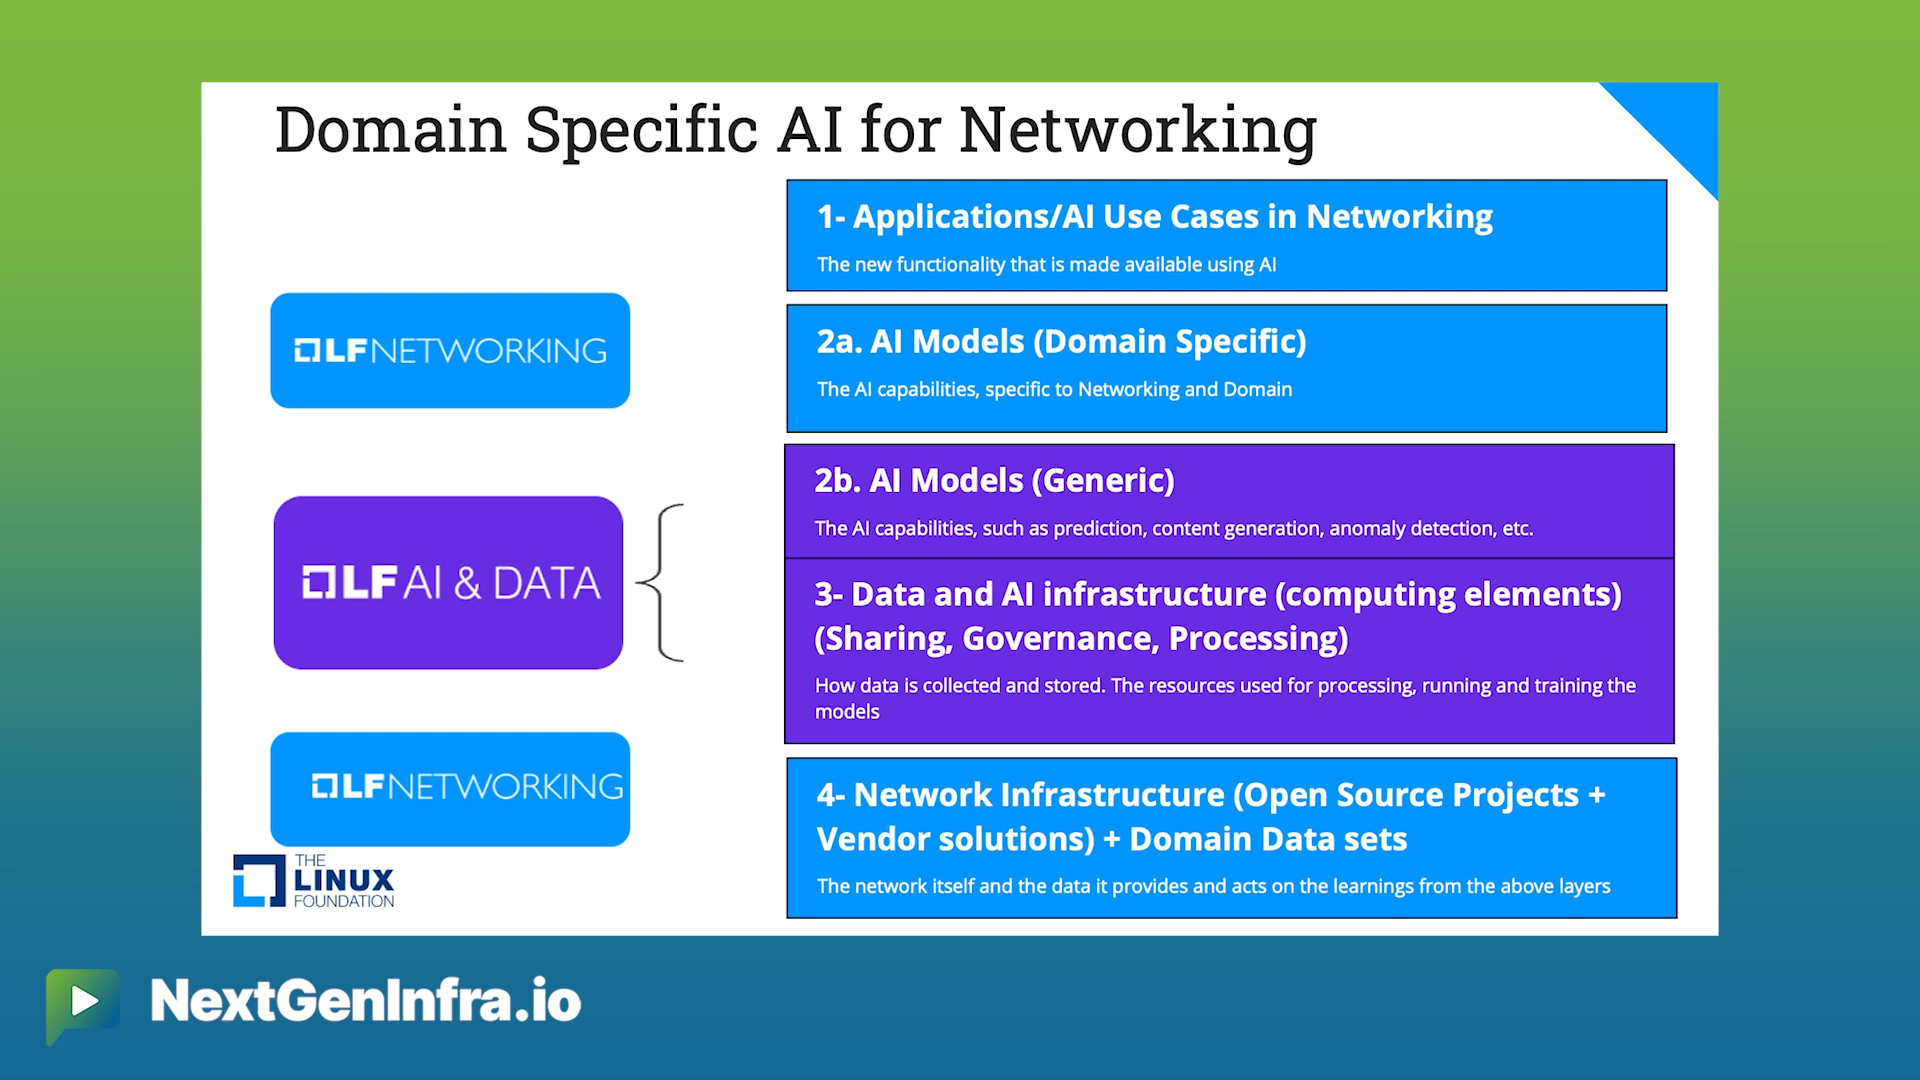 Domain Specific AI for Networking
1- Applications/AI Use Cases in Networking
The new functionality that is made available using AI
LFNETWORKING
2a. AI Models (Domain Specific)
The AI capabilities, specific to Networking and Domain
2b. AI Models (Generic)
The AI capabilities, such as prediction, content generation, anomaly detection, etc.
LF AI & DATA
3- Data and AI infrastructure (computing elements)
(Sharing, Governance, Processing)
How data is collected and stored. The resources used for processing, running and training the
models
LFNETWORKING
4- Network Infrastructure (Open Source Projects +
Vendor solutions) + Domain Data sets
The network itself and the data it provides and acts on the learnings from the above layers
THE
LINUX
FOUNDATION
NextGenInfra.io